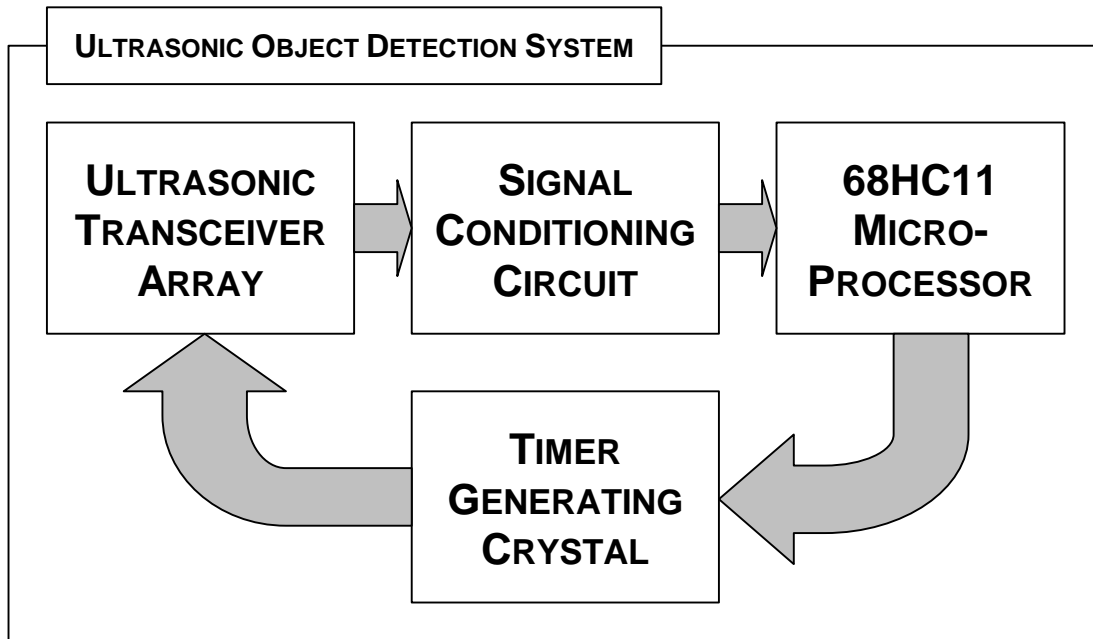 ULTRASONIC OBJECT DETECTION SYSTEM
ULTRASONIC
TRANSCEIVER
ARRAY
SIGNAL
CONDITIONING
CIRCUIT
68HC11
MICRO-
PROCESSOR
TIMER
GENERATING
CRYSTAL